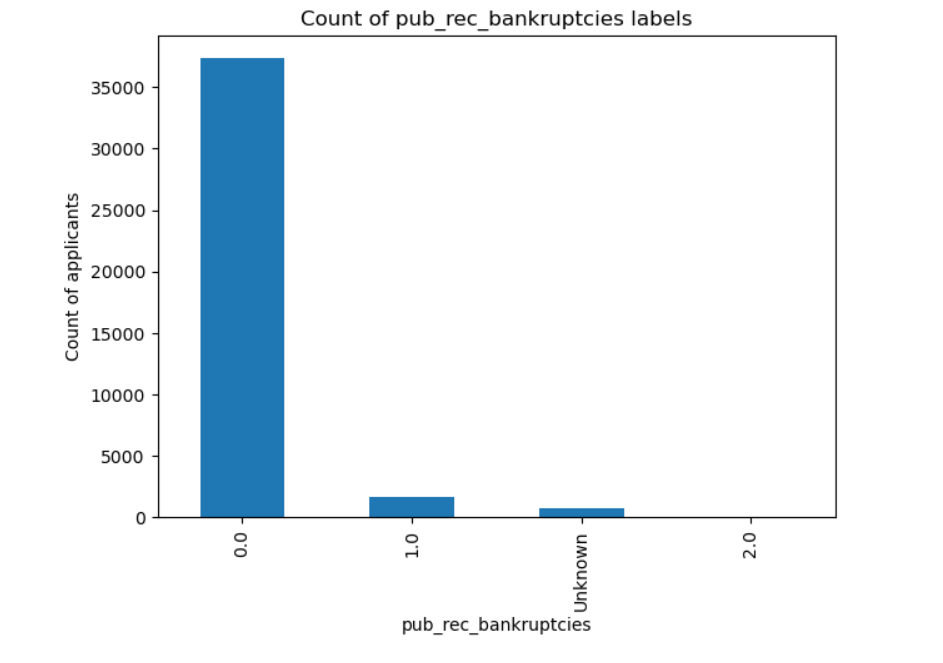 Count of pub_rec_bankruptcies labels
Count of applicants
35000
30000
25000
20000
15000
10000
5000
0
0.0
1.0
Unknown
2.0
pub_rec_bankruptcies